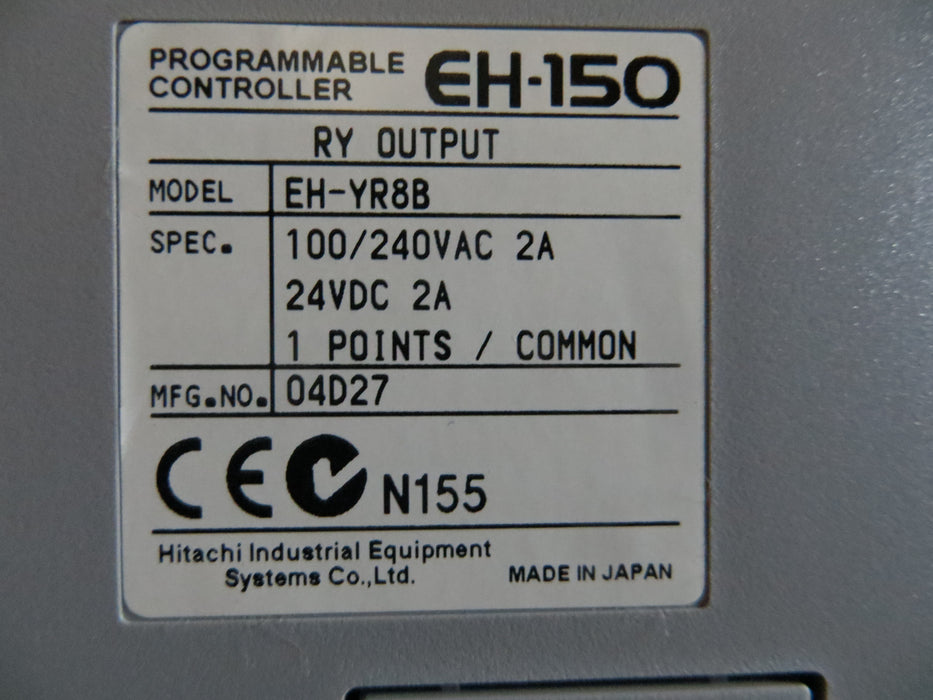 PROGRAMMABLE
CONTROLLER EH-150
RY OUTPUT
MODEL EH-YR8B
SPEC. 100/240VAC 2A
24VDC 2A
1 POINTS / COMMON
MFG.NO. 04D27
CE N155
Hitachi Industrial Equipment
Systems Co.,Ltd. MADE IN JAPAN